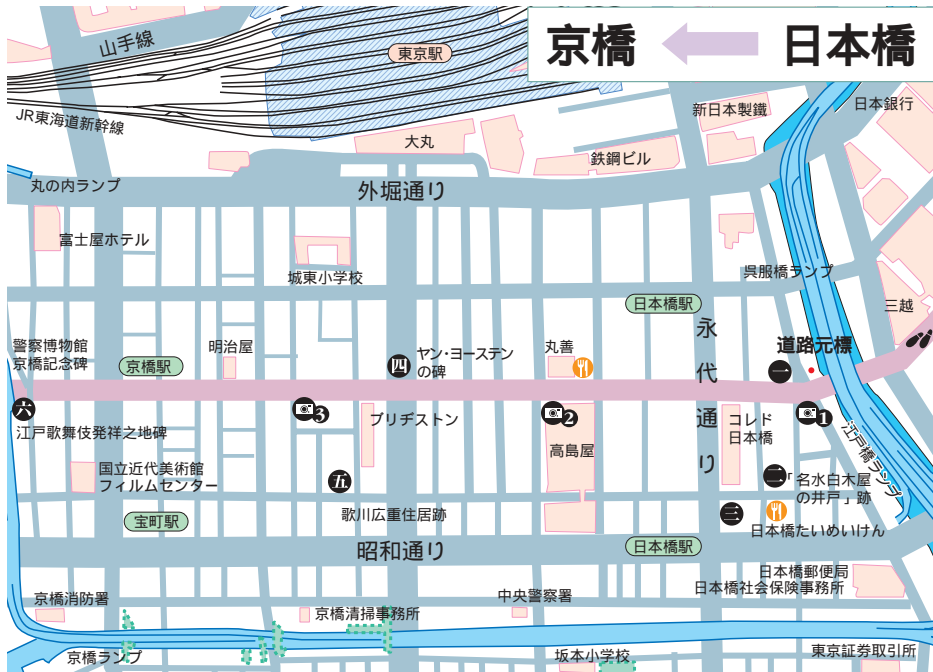 京橋
日本橋
山手線
東京駅
JR東海道新幹線
大丸
鉄鋼ビル
新日本製鐵
日本銀行
丸の内ランプ
外堀通り
富士屋ホテル
城東小学校
呉服橋ランプ
日本橋駅
三越
永代通り
警察博物館
京橋記念碑
京橋駅
明治屋
四
ヤン・ヨーステン
の碑
丸善
道路元標
一
六
江戸歌舞伎発祥之地碑
3
ブリヂストン
2
高島屋
コレド
日本橋
1
江戸橋ランプ
国立近代美術館
フィルムセンター
五
二
「名水白木屋
の井戸」跡
宝町駅
歌川広重住居跡
三
日本橋たいめいけん
昭和通り
日本橋駅
日本橋郵便局
日本橋社会保険事務所
京橋消防署
京橋清掃事務所
中央警察署
京橋ランプ
坂本小学校
東京証券取引所